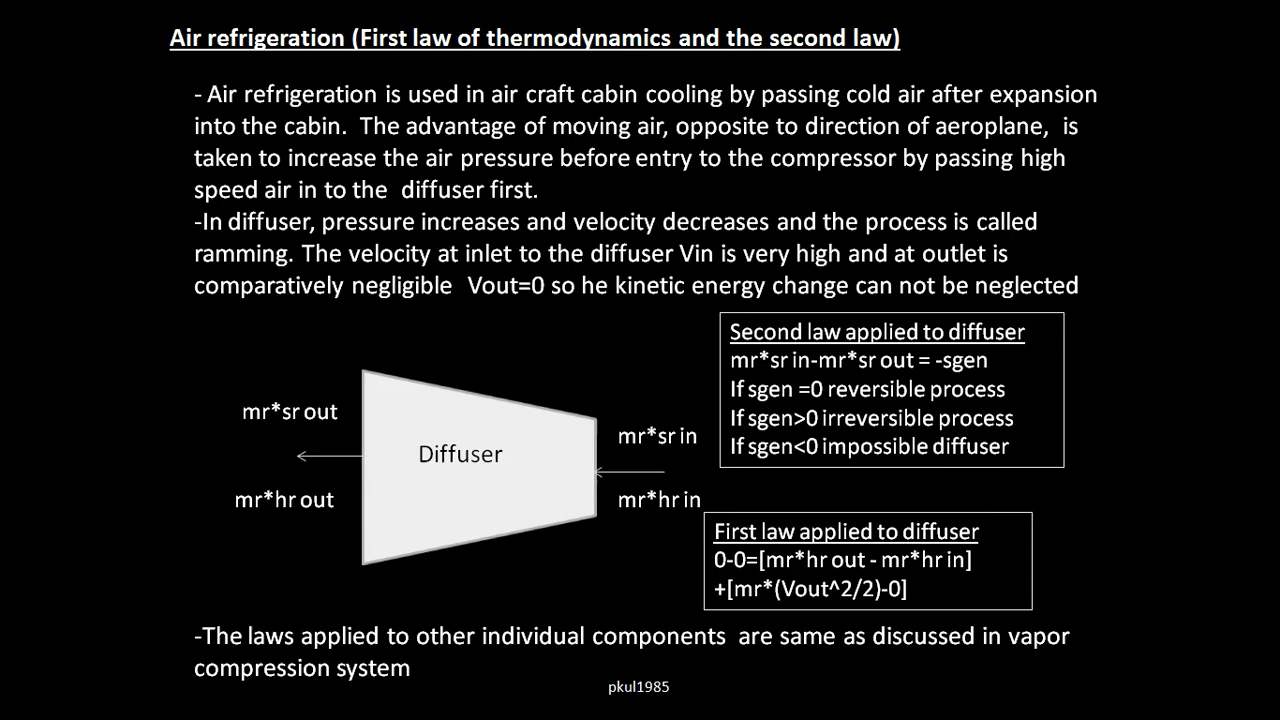 Air refrigeration (First law of thermodynamics and the second law)
- Air refrigeration is used in air craft cabin cooling by passing cold air after expansion
into the cabin. The advantage of moving air, opposite to direction of aeroplane, is
taken to increase the air pressure before entry to the compressor by passing high
speed air in to the diffuser first.
-In diffuser, pressure increases and velocity decreases and the process is called
ramming. The velocity at inlet to the diffuser Vin is very high and at outlet is
comparatively negligible Vout=0 so he kinetic energy change can not be neglected
Second law applied to diffuser
mr*sr in-mr*sr out = -sgen
If sgen =0 reversible process
If sgen>0 irreversible process
If sgen<0 impossible diffuser
mr*sr out
mr*sr in
Diffuser
mr*hr out
mr*hr in
First law applied to diffuser
0-0=[mr*hr out - mr*hr in]
+[mr*(Vout^2/2)-0]
-The laws applied to other individual components are same as discussed in vapor
compression system
pkul1985